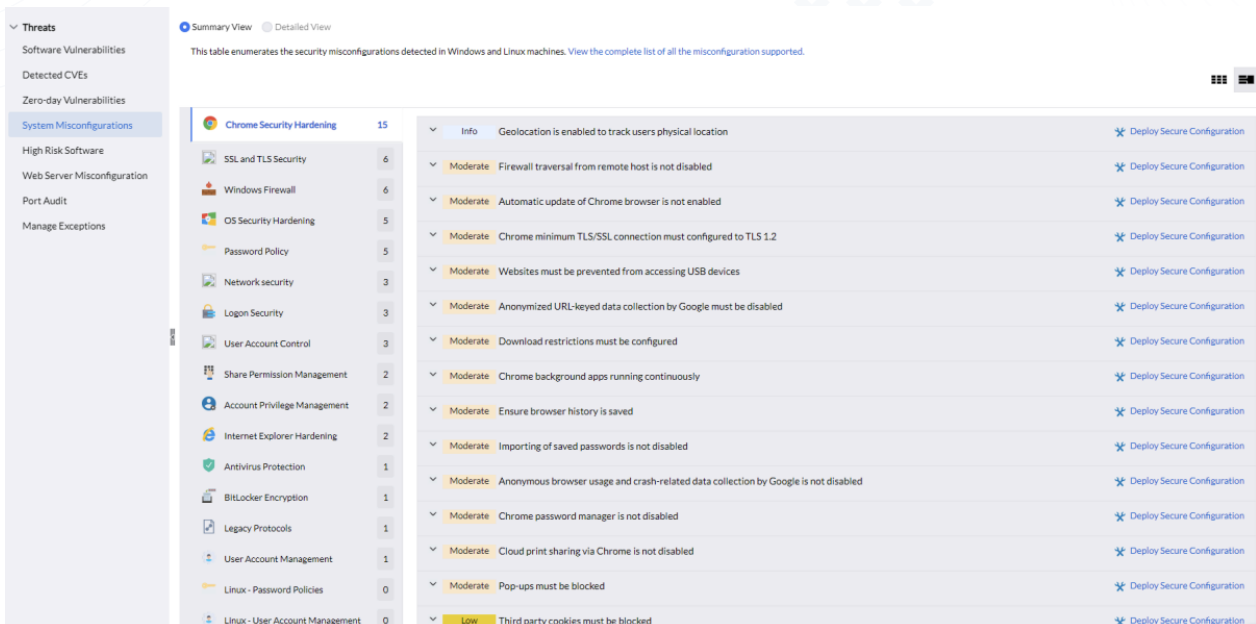 Threats
Software Vulnerabilities
Detected CVEs
Zero-day Vulnerabilities
System Misconfigurations
High Risk Software
Web Server Misconfiguration
Port Audit
Manage Exceptions
Summary View Detailed View
This table enumerates the security misconfigurations detected in Windows and Linux machines. View the complete list of all the misconfiguration supported.
Chrome Security Hardening 15
SSL and TLS Security 6
Windows Firewall 6
OS Security Hardening 5
Password Policy 5
Network security 3
Logon Security 3
User Account Control 3
Share Permission Management 2
Account Privilege Management 2
Internet Explorer Hardening 2
Antivirus Protection 1
BitLocker Encryption 1
Legacy Protocols 1
User Account Management 1
Linux - Password Policies 0
Linux - User Account Management 0
Info Geolocation is enabled to track users physical location Deploy Secure Configuration
Moderate Firewall traversal from remote host is not disabled Deploy Secure Configuration
Moderate Automatic update of Chrome browser is not enabled Deploy Secure Configuration
Moderate Chrome minimum TLS/SSL connection must configured to TLS 1.2 Deploy Secure Configuration
Moderate Websites must be prevented from accessing USB devices Deploy Secure Configuration
Moderate Anonymized URL-keyed data collection by Google must be disabled Deploy Secure Configuration
Moderate Download restrictions must be configured Deploy Secure Configuration
Moderate Chrome background apps running continuously Deploy Secure Configuration
Moderate Ensure browser history is saved Deploy Secure Configuration
Moderate Importing of saved passwords is not disabled Deploy Secure Configuration
Moderate Anonymous browser usage and crash-related data collection by Google is not disabled Deploy Secure Configuration
Moderate Chrome password manager is not disabled Deploy Secure Configuration
Moderate Cloud print sharing via Chrome is not disabled Deploy Secure Configuration
Moderate Pop-ups must be blocked Deploy Secure Configuration
Low Third party cookies must be blocked Deploy Secure Configuration